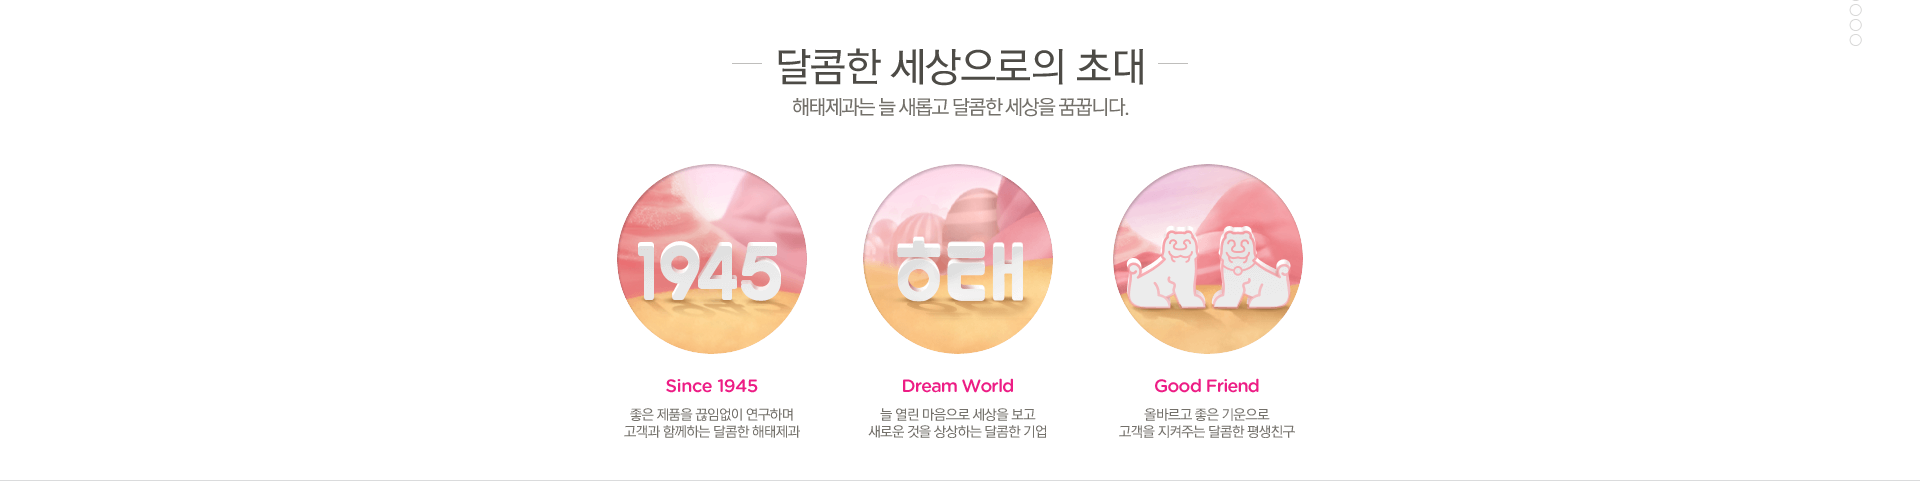 달콤한 세상으로의 초대
해태제과는 늘 새롭고 달콤한 세상을 꿈꿉니다.
1945
해태
Since 1945
좋은 제품을 끊임없이 연구하며
고객과 함께하는 달콤한 해태제과
Dream World
늘 열린 마음으로 세상을 보고
새로운 것을 상상하는 달콤한 기업
Good Friend
올바르고 좋은 기운으로
고객을 지켜주는 달콤한 평생친구